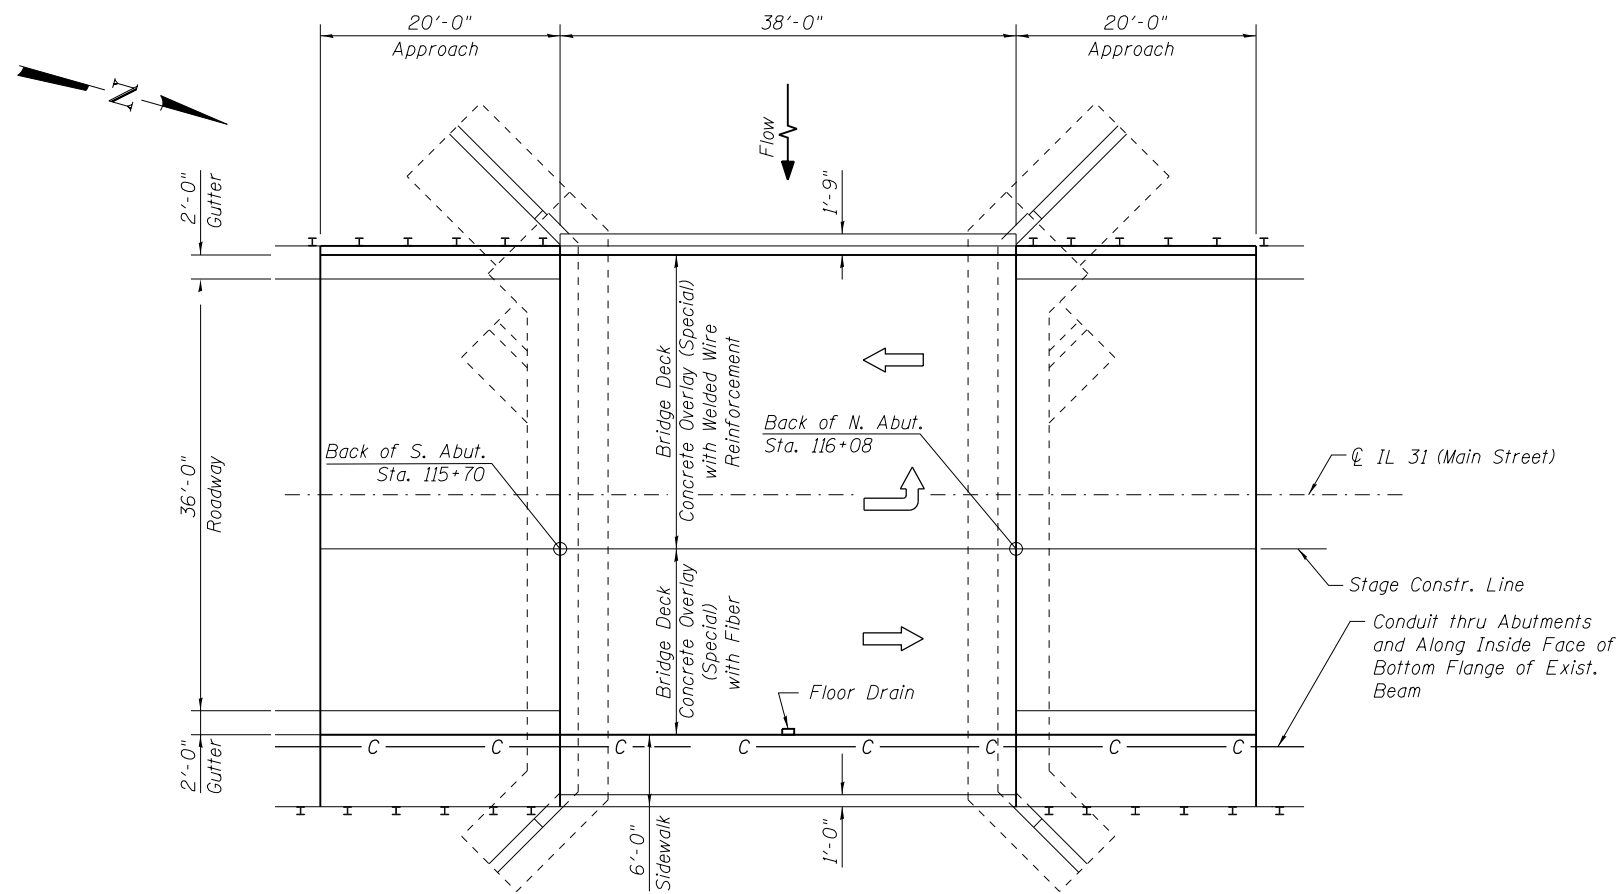 20'-0"
Approach
38'-0"
20'-0"
Approach
N
Flow
2'-0"
Gutter
1'-9"
Bridge Deck
Concrete Overlay (Special)
with Welded Wire
Reinforcement
Back of S. Abut.
Sta. 115+70
Back of N. Abut.
Sta. 116+08
℄ IL 31 (Main Street)
36'-0"
Roadway
Stage Constr. Line
Bridge Deck
Concrete Overlay
(Special)
with Fiber
Conduit thru Abutments
and Along Inside Face of
Bottom Flange of Exist.
Beam
Floor Drain
C C C C C C C C
2'-0"
Gutter
6'-0"
Sidewalk
1'-0"